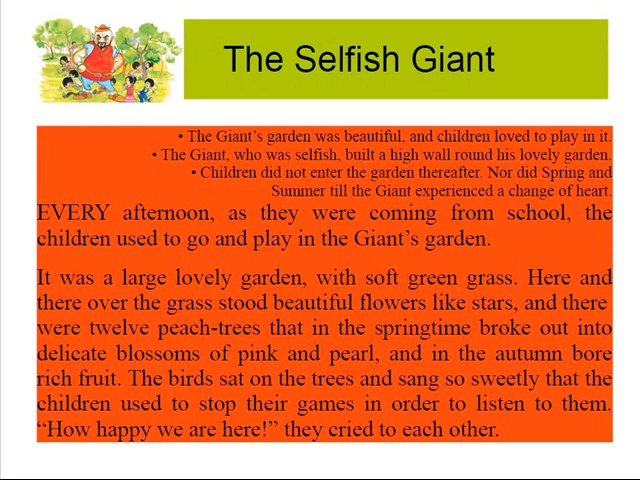 The Selfish Giant
• The Giant's garden was beautiful, and children loved to play in it.
• The Giant, who was selfish, built a high wall round his lovely garden.
• Children did not enter the garden thereafter. Nor did Spring and
Summer till the Giant experienced a change of heart.
EVERY afternoon, as they were coming from school, the
children used to go and play in the Giant's garden.
It was a large lovely garden, with soft green grass. Here and
there over the grass stood beautiful flowers like stars, and there
were twelve peach-trees that in the springtime broke out into
delicate blossoms of pink and pearl, and in the autumn bore
rich fruit. The birds sat on the trees and sang so sweetly that the
children used to stop their games in order to listen to them.
“How happy we are here!” they cried to each other.